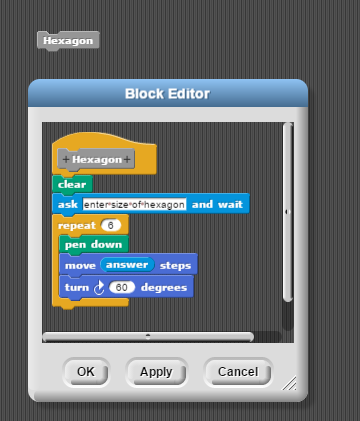 Hexagon
Block Editor
+ Hexagon +
clear
ask enter size of hexagon and wait
repeat 6
pen down
move answer steps
turn 60 degrees
OK Apply Cancel